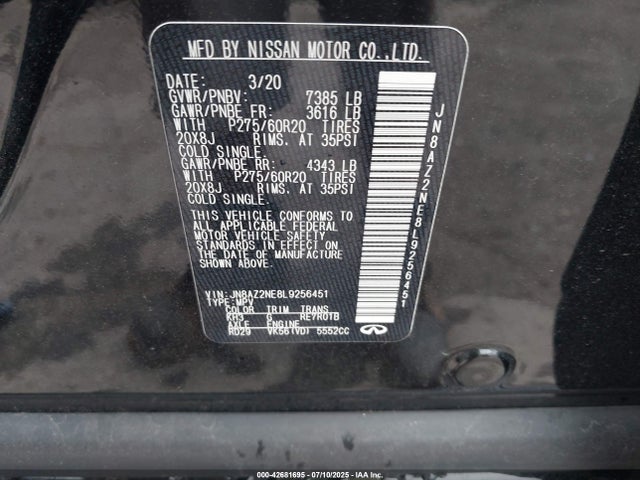 MFD BY NISSAN MOTOR CO.,LTD.
DATE: 3/20
GVWR/PNBV: 7385 LB
GAWR/PNBE FR: 3616 LB
WITH P275/60R20 TIRES
20X8J RIMS. AT 35PSI
COLD SINGLE.
GAWR/PNBE RR: 4343 LB
WITH P275/60R20 TIRES
20X8J RIMS. AT 35PSI
COLD SINGLE.
THIS VEHICLE CONFORMS TO
ALL APPLICABLE FEDERAL
MOTOR VEHICLE SAFETY
STANDARDS IN EFFECT ON
THE DATE OF MANUFACTURE
SHOWN ABOVE.
VIN: JN8AZ2NE8L9256451
TYPE: MPV
COLOR TRIM TRANS
KH3 G RE7R01B
AXLE ENGINE
RD29 VK56(VD) 5552CC
JN8AZ2NE8L9256451
INFINITI
000-42681695 - 07/10/2025 - IAA Inc.